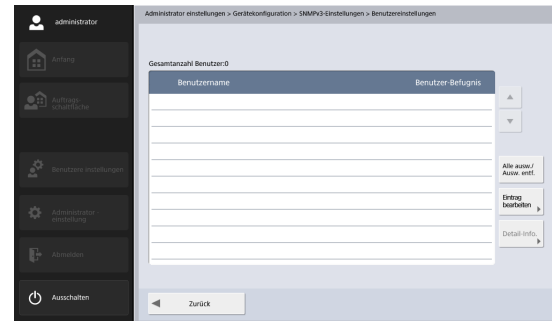 administrator
Administrator einstellungen > Gerätekonfiguration > SNMPv3-Einstellungen > Benutzereinstellungen
Anfang
Auftrags-
schaltfläche
Benutzere instellungen
Administrator-
einstellung
Abmelden
Ausschalten
Gesamtanzahl Benutzer:0
Benutzername Benutzer-Befugnis
Alle ausw./
Ausw. entf.
Eintrag
bearbeiten
Detail-Info.
Zurück